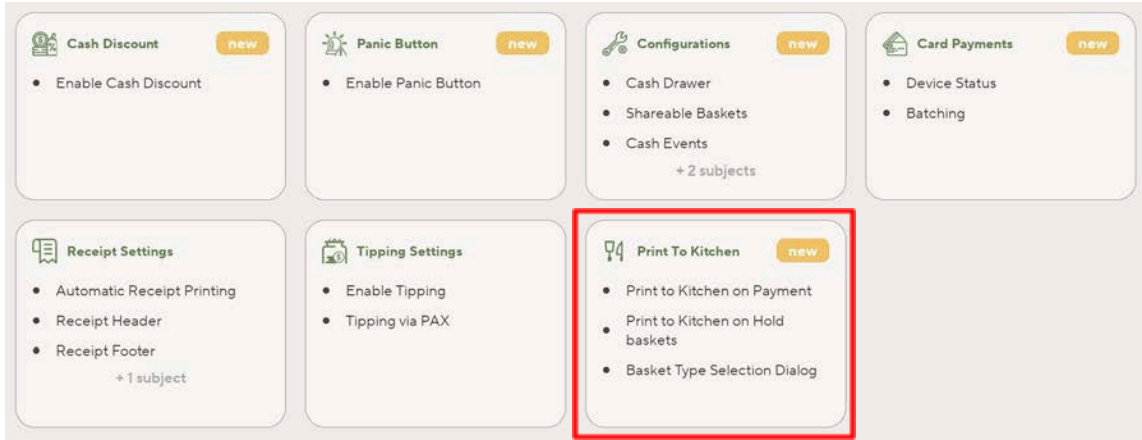 Cash Discount new
Enable Cash Discount
Panic Button new
Enable Panic Button
Configurations new
Cash Drawer
Shareable Baskets
Cash Events
+ 2 subjects
Card Payments new
Device Status
Batching
Receipt Settings
Automatic Receipt Printing
Receipt Header
Receipt Footer
+ 1 subject
Tipping Settings
Enable Tipping
Tipping via PAX
Print To Kitchen new
Print to Kitchen on Payment
Print to Kitchen on Hold
baskets
Basket Type Selection Dialog